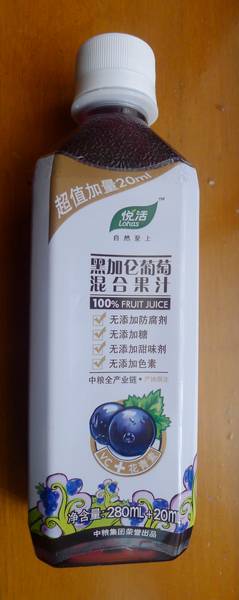 超值加量20ml
悦活
Lohas
TM
自然至上
黑加仑葡萄
混合果汁
100% FRUIT JUICE
无添加防腐剂
无添加糖
无添加甜味剂
无添加色素
中粮全产业链·
VC+花青素
净含量:280mL+20m
中粮集团荣誉出品